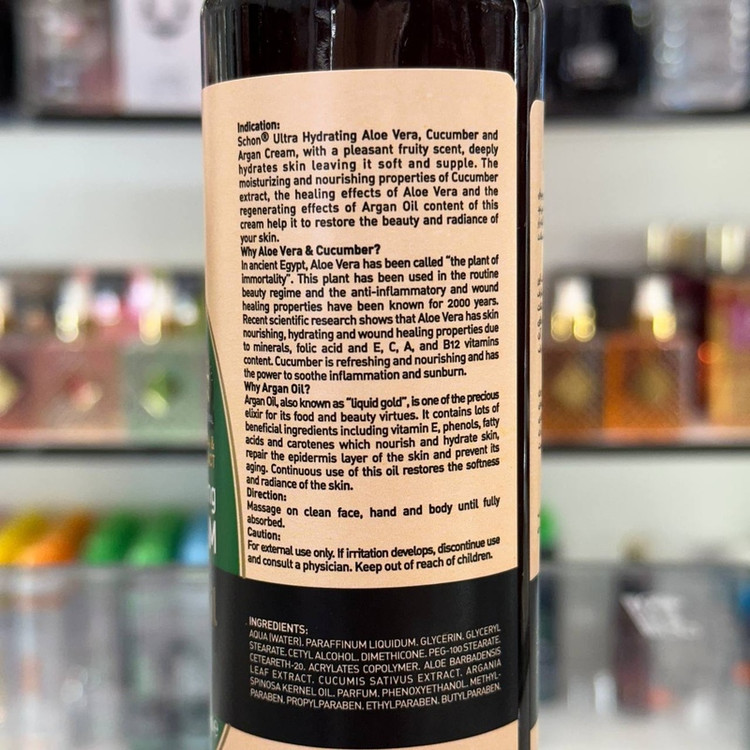 Indication:
Schon® Ultra Hydrating Aloe Vera, Cucumber and
Argan Cream, with a pleasant fruity scent, deeply
hydrates skin leaving it soft and supple. The
moisturizing and nourishing properties of Cucumber
extract, the healing effects of Aloe Vera and the
regenerating effects of Argan Oil content of this
cream help it to restore the beauty and radiance of
your skin.
Why Aloe Vera & Cucumber?
In ancient Egypt, Aloe Vera has been called "the plant of
immortality". This plant has been used in the routine
beauty regime and the anti-inflammatory and wound
healing properties have been known for 2000 years.
Recent scientific research shows that Aloe Vera has skin
nourishing, hydrating and wound healing properties due
to minerals, folic acid and E, C, A, and B12 vitamins
content. Cucumber is refreshing and nourishing and has
the power to soothe inflammation and sunburn.
Why Argan Oil?
Argan Oil, also known as "liquid gold", is one of the precious
elixir for its food and beauty virtues. It contains lots of
beneficial ingredients including vitamin E, phenols, fatty
acids and carotenes which nourish and hydrate skin,
repair the epidermis layer of the skin and prevent its
aging. Continuous use of this oil restores the softness
and radiance of the skin.
Direction:
Massage on clean face, hand and body until fully
absorbed.
Caution:
For external use only. If irritation develops, discontinue use
and consult a physician. Keep out of reach of children.
INGREDIENTS:
AQUA (WATER). PARAFFINUM LIQUIDUM. GLYCERIN. GLYCERYL
STEARATE. CETYL ALCOHOL. DIMETHICONE. PEG-100 STEARATE.
CETEARETH-20. ACRYLATES COPOLYMER. ALOE BARBADENSIS
LEAF EXTRACT. CUCUMIS SATIVUS EXTRACT. ARGANIA
SPINOSA KERNEL OIL. PARFUM. PHENOXYETHANOL. METHYL-
PARABEN. PROPYLPARABEN. ETHYLPARABEN. BUTYLPARABEN.